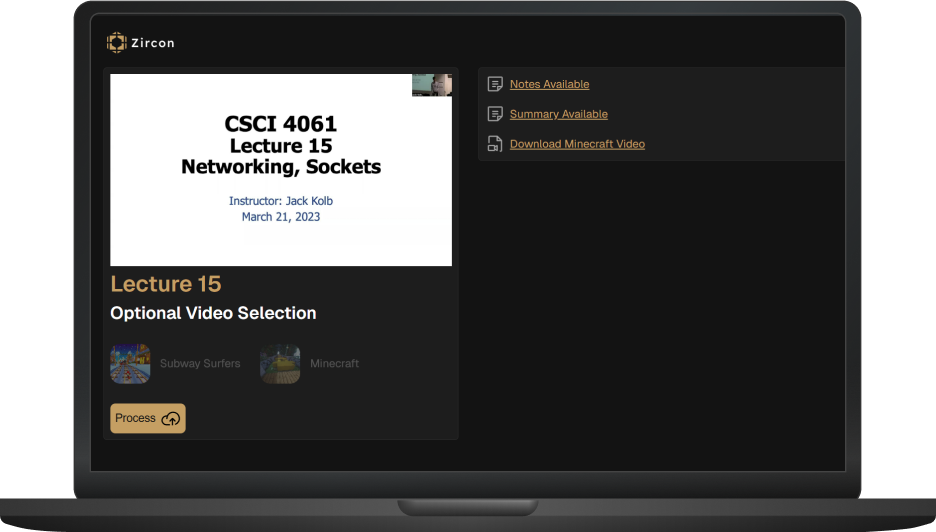 Zircon
CSCI 4061
Lecture 15
Networking, Sockets
Instructor: Jack Kolb
March 21, 2023
Lecture 15
Optional Video Selection
Subway Surfers
Minecraft
Process
Notes Available
Summary Available
Download Minecraft Video